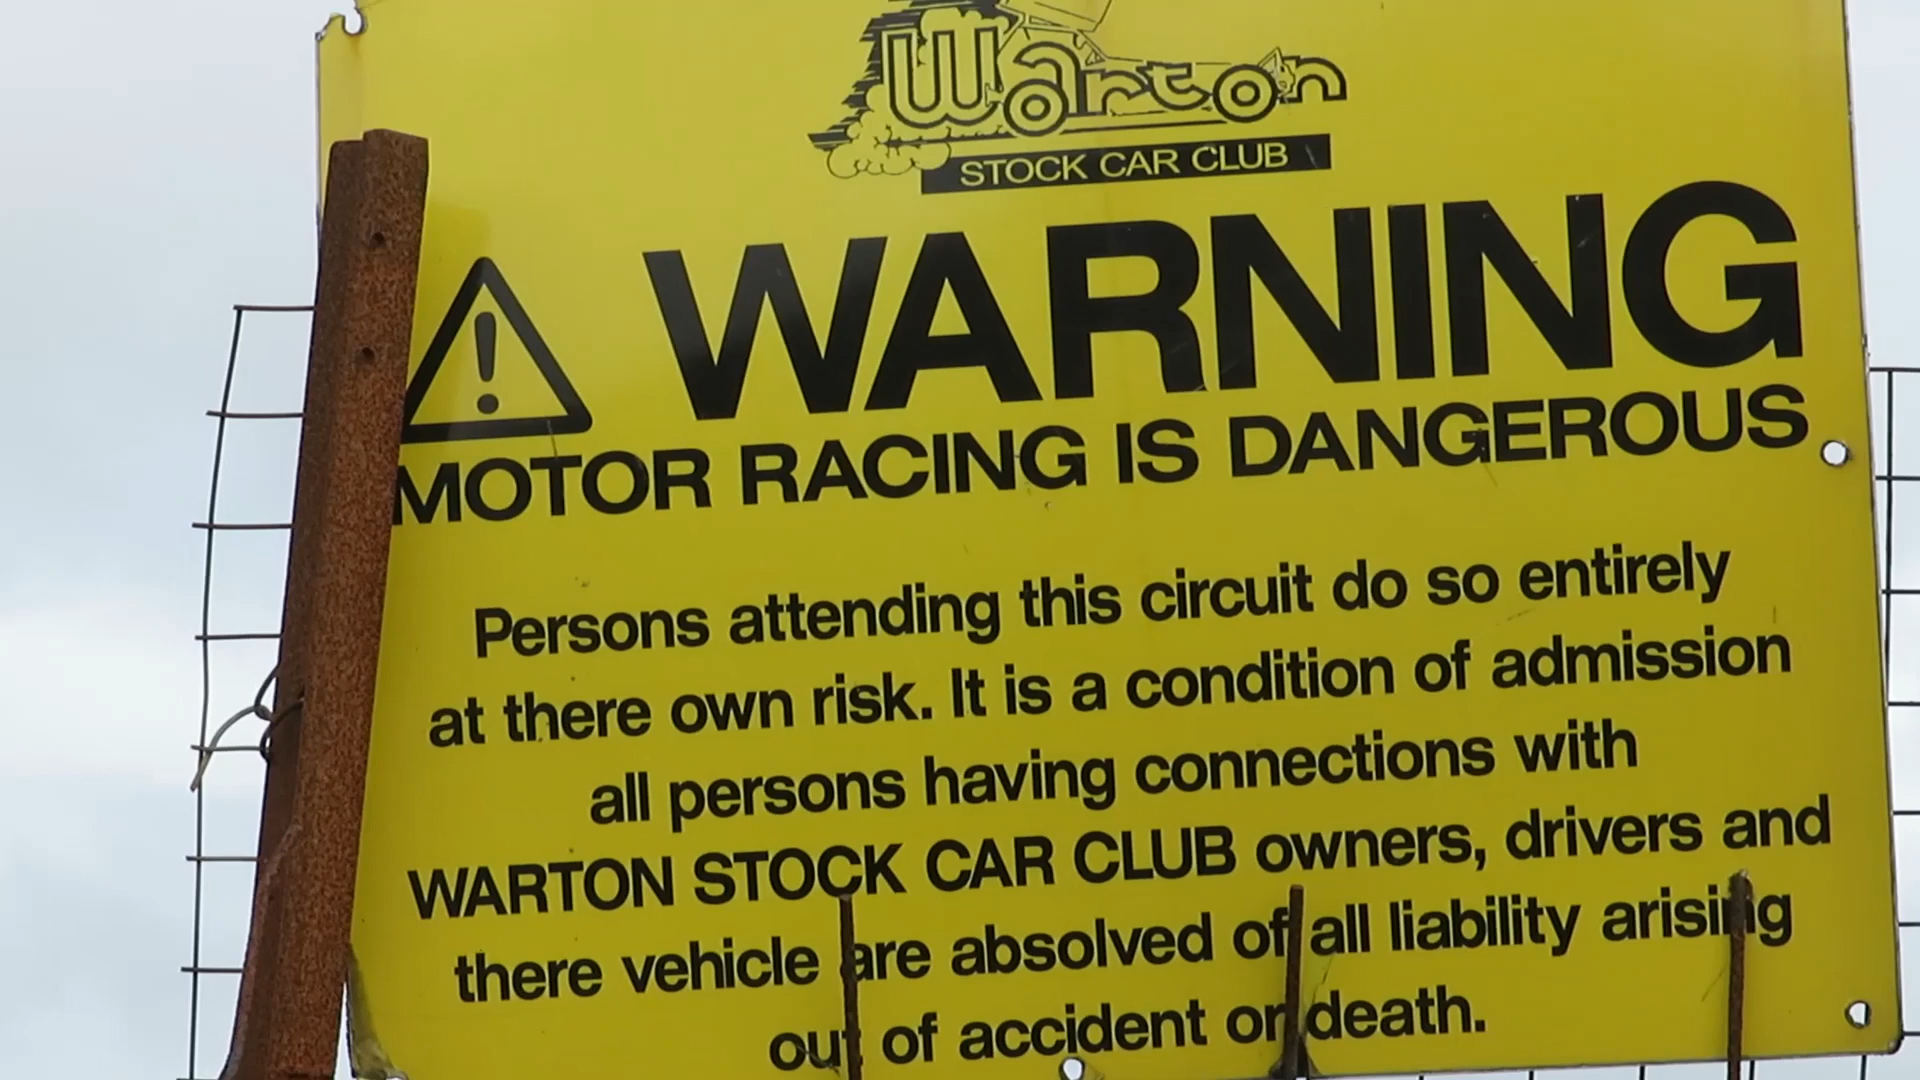 Warton
STOCK CAR CLUB
WARNING
MOTOR RACING IS DANGEROUS
Persons attending this circuit do so entirely
at there own risk. It is a condition of admission
all persons having connections with
WARTON STOCK CAR CLUB owners, drivers and
there vehicle are absolved of all liability arising
out of accident or death.